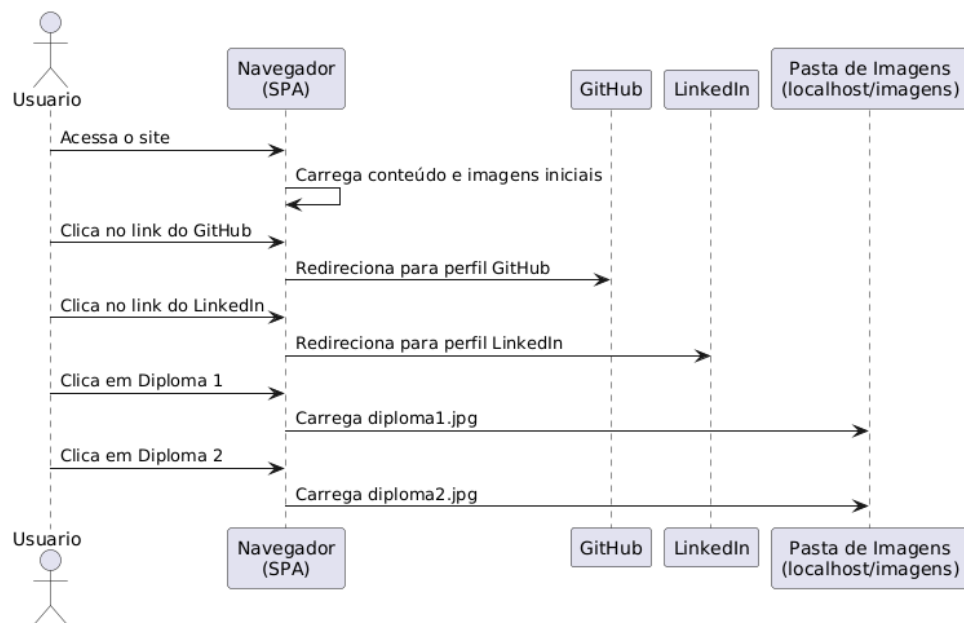 Usuario
Navegador
(SPA)
GitHub
LinkedIn
Pasta de Imagens
(localhost/imagens)
Acessa o site
Carrega conteúdo e imagens iniciais
Clica no link do GitHub
Redireciona para perfil GitHub
Clica no link do LinkedIn
Redireciona para perfil LinkedIn
Clica em Diploma 1
Carrega diploma1.jpg
Clica em Diploma 2
Carrega diploma2.jpg
Usuario
Navegador
(SPA)
GitHub
LinkedIn
Pasta de Imagens
(localhost/imagens)